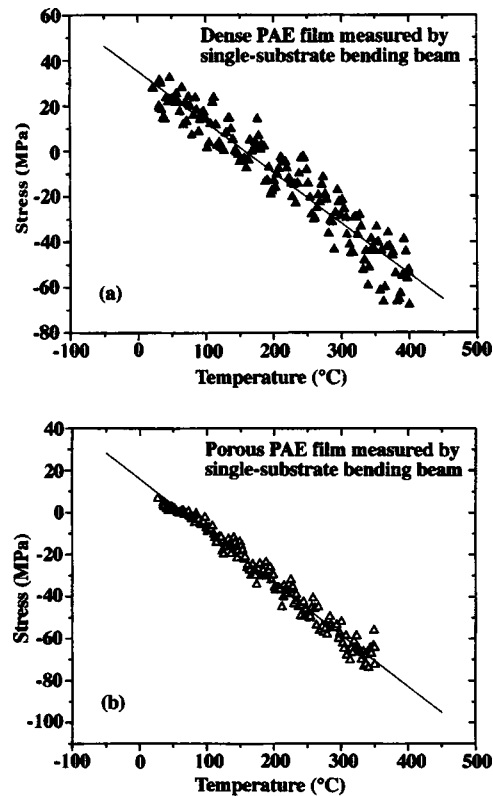 60
Dense PAE film measured by
single-substrate bending beam
40
20
0
-20
-40
-60
-80
Stress (MPa)
(a)
-100 0 100 200 300 400 500
Temperature (°C)
40
Porous PAE film measured by
single-substrate bending beam
20
0
-20
-40
-60
-80
-100
Stress (MPa)
(b)
-100 0 100 200 300 400 500
Temperature (°C)